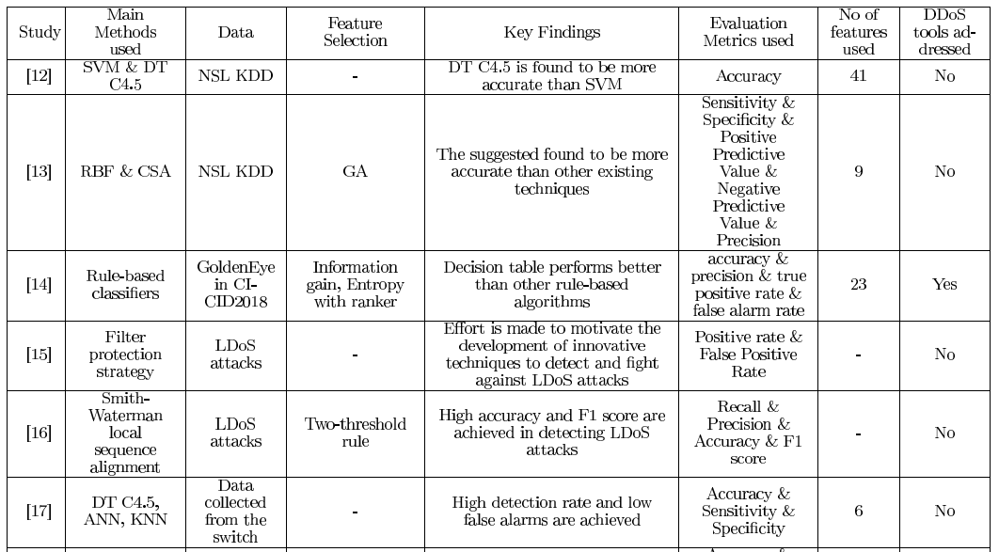 Study
Main
Methods
used
Data
Feature
Selection
Key Findings
Evaluation
Metrics used
No of
features
used
DDoS
tools ad-
dressed
[12]
SVM & DT
C4.5
NSL KDD
-
DT C4.5 is found to be more
accurate than SVM
Accuracy
41
No
[13]
RBF & CSA
NSL KDD
GA
The suggested found to be more
accurate than other existing
techniques
Sensitivity &
Specificity &
Positive
Predictive
Value &
Negative
Predictive
Value &
Precision
9
No
[14]
Rule-based
classifiers
GoldenEye
in CI-
CID2018
Information
gain, Entropy
with ranker
Decision table performs better
than other rule-based
algorithms
accuracy &
precision & true
positive rate &
false alarm rate
23
Yes
[15]
Filter
protection
strategy
LDoS
attacks
-
Effort is made to motivate the
development of innovative
techniques to detect and fight
against LDoS attacks
Positive rate &
False Positive
Rate
-
No
[16]
Smith-
Waterman
local
sequence
alignment
LDoS
attacks
Two-threshold
rule
High accuracy and F1 score are
achieved in detecting LDoS
attacks
Recall &
Precision &
Accuracy & F1
score
-
No
[17]
DT C4.5,
ANN, KNN
Data
collected
from the
switch
-
High detection rate and low
false alarms are achieved
Accuracy &
Sensitivity &
Specificity
6
No